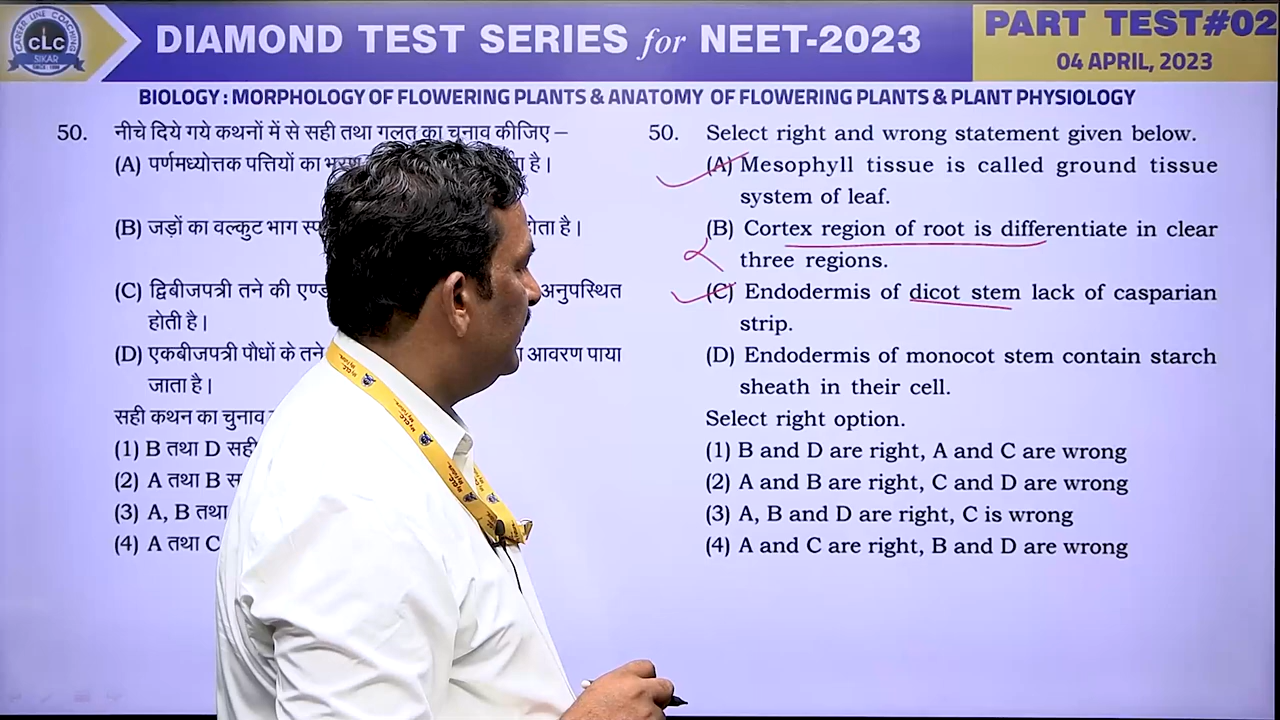 CAREER LINE COACHING
CLC
SIKAR
DIAMOND TEST SERIES for NEET-2023
PART TEST#02
04 APRIL, 2023
BIOLOGY : MORPHOLOGY OF FLOWERING PLANTS & ANATOMY OF FLOWERING PLANTS & PLANT PHYSIOLOGY
50. नीचे दिये गये कथनों में से सही तथा गलत का चुनाव कीजिए –
(A) पर्णमध्योत्तक पत्तियों का भरण है।
(B) जड़ों का वल्कुट भाग होता है।
(C) द्विबीजपत्री तने की अनुपस्थित
होती है।
(D) एकबीजपत्री पौधों के तने आवरण पाया
जाता है।
सही कथन का चुनाव
(1) B तथा D सही
(2) A तथा B
(3) A, B तथा
(4) A तथा C
50. Select right and wrong statement given below.
(A) Mesophyll tissue is called ground tissue
system of leaf.
(B) Cortex region of root is differentiate in clear
three regions.
(C) Endodermis of dicot stem lack of casparian
strip.
(D) Endodermis of monocot stem contain starch
sheath in their cell.
Select right option.
(1) B and D are right, A and C are wrong
(2) A and B are right, C and D are wrong
(3) A, B and D are right, C is wrong
(4) A and C are right, B and D are wrong